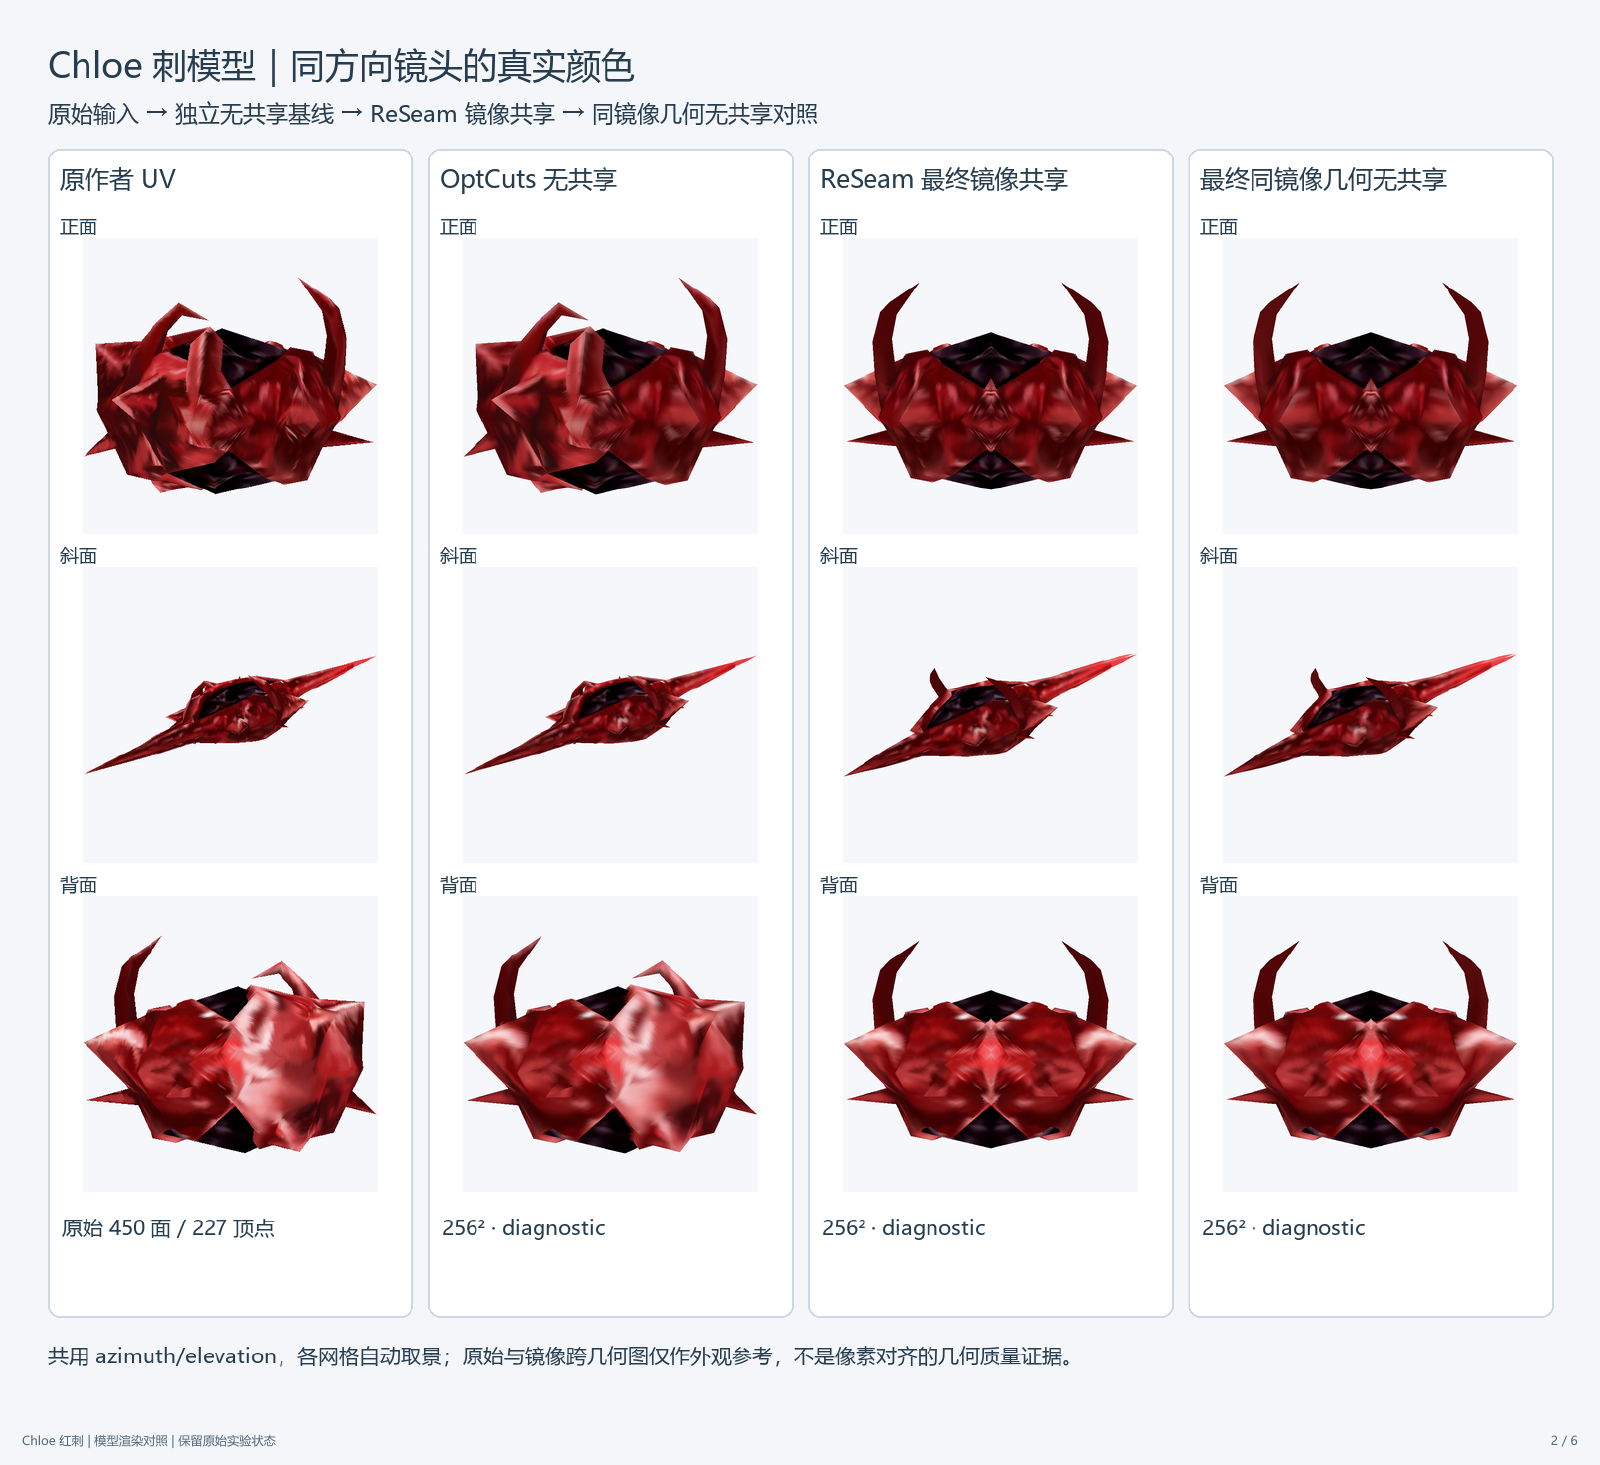 Chloe 刺模型 | 同方向镜头的真实颜色
原始输入 → 独立无共享基线 → ReSeam 镜像共享 → 同镜像几何无共享对照
原作者 UV
正面
斜面
背面
原始 450 面 / 227 顶点
OptCuts 无共享
正面
斜面
背面
256² · diagnostic
ReSeam 最终镜像共享
正面
斜面
背面
256² · diagnostic
最终同镜像几何无共享
正面
斜面
背面
256² · diagnostic
共用 azimuth/elevation，各网格自动取景；原始与镜像跨几何图仅作外观参考，不是像素对齐的几何质量证据。
Chloe 红刺 | 模型渲染对照 | 保留原始实验状态
2 / 6